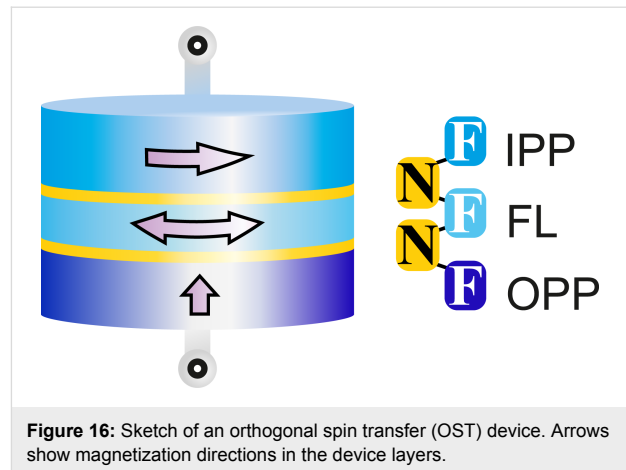 F IPP
N
F FL
N
F OPP
Figure 16: Sketch of an orthogonal spin transfer (OST) device. Arrows
show magnetization directions in the device layers.